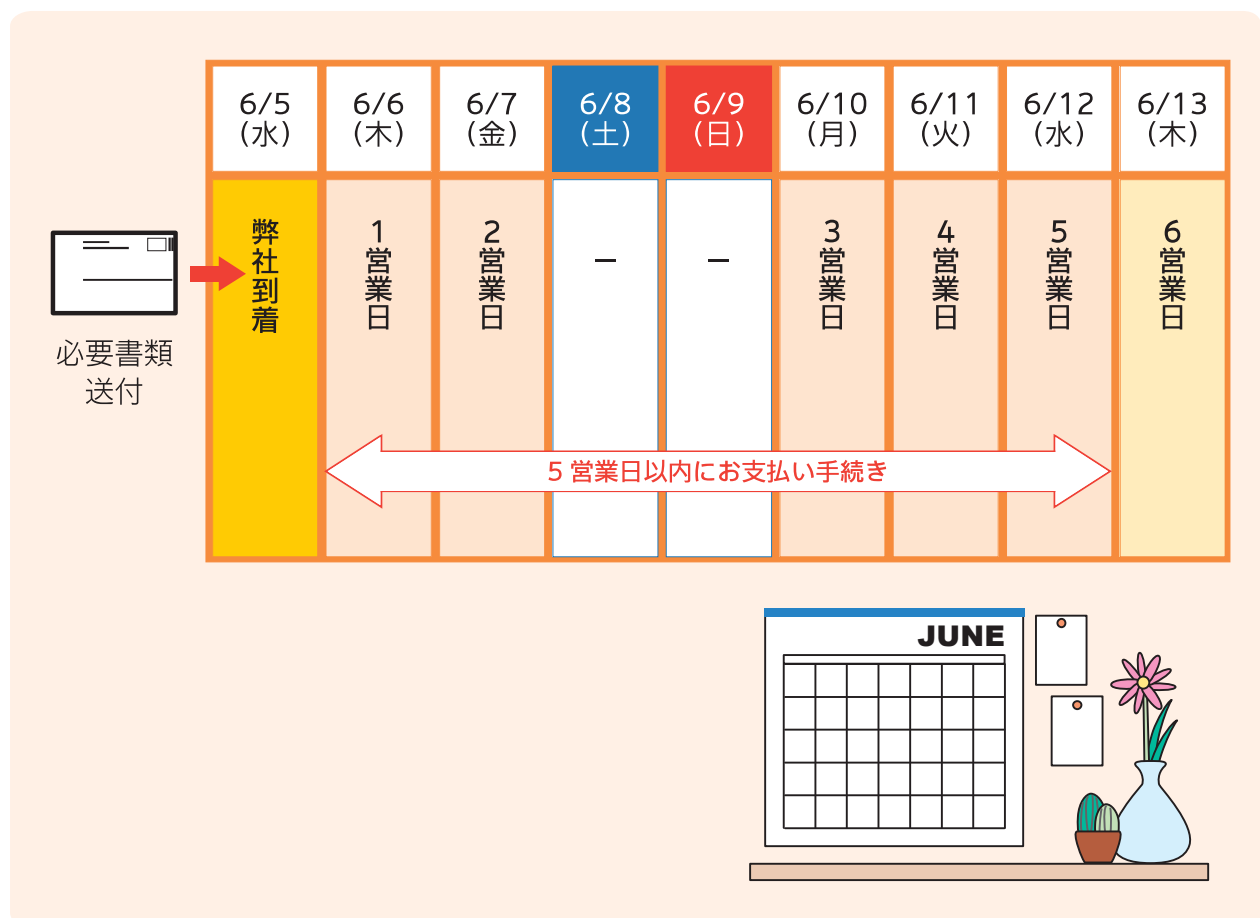 6/5
(水)
6/6
(木)
6/7
(金)
6/8
(土)
6/9
(日)
6/10
(月)
6/11
(火)
6/12
(水)
6/13
(木)
必要書類
送付
弊社到着
1営業日
2営業日
–
–
3営業日
4営業日
5営業日
6営業日
5営業日以内にお支払い手続き
JUNE